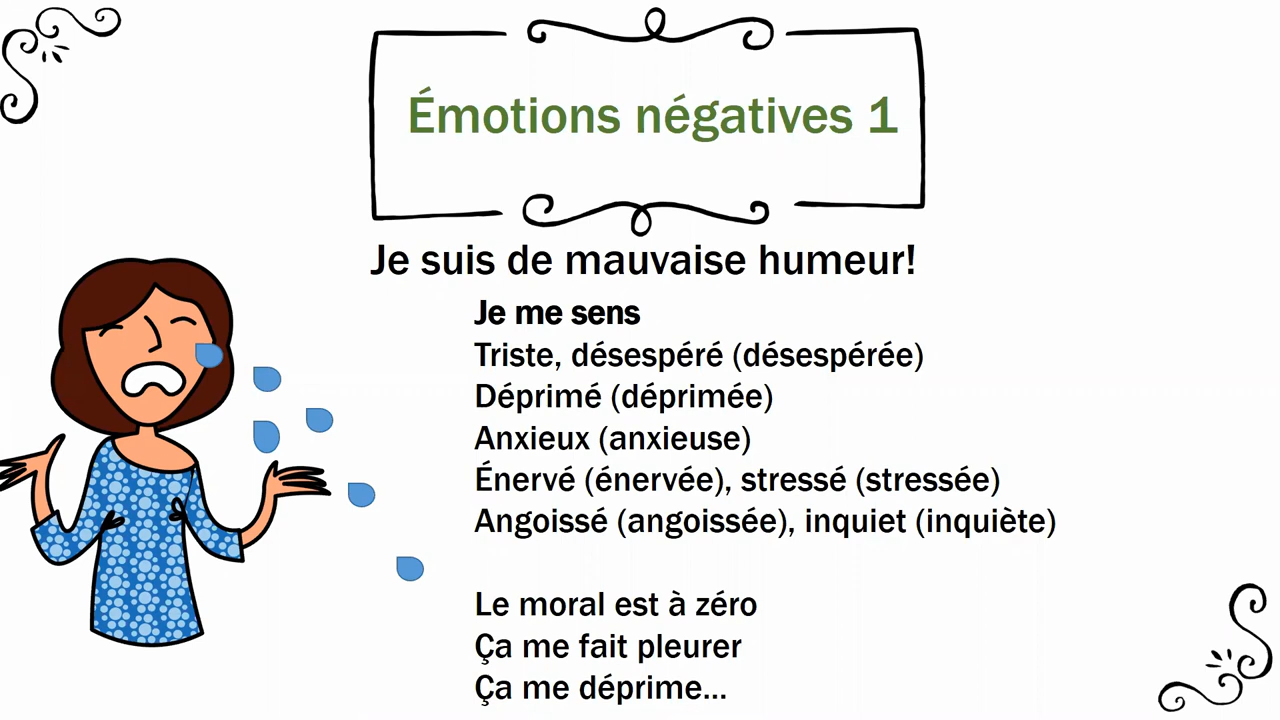 Émotions négatives 1
Je suis de mauvaise humeur!
Je me sens
Triste, désespéré (désespérée)
Déprimé (déprimée)
Anxieux (anxieuse)
Énervé (énervée), stressé (stressée)
Angoissé (angoissée), inquiet (inquiète)
Le moral est à zéro
Ça me fait pleurer
Ça me déprime...